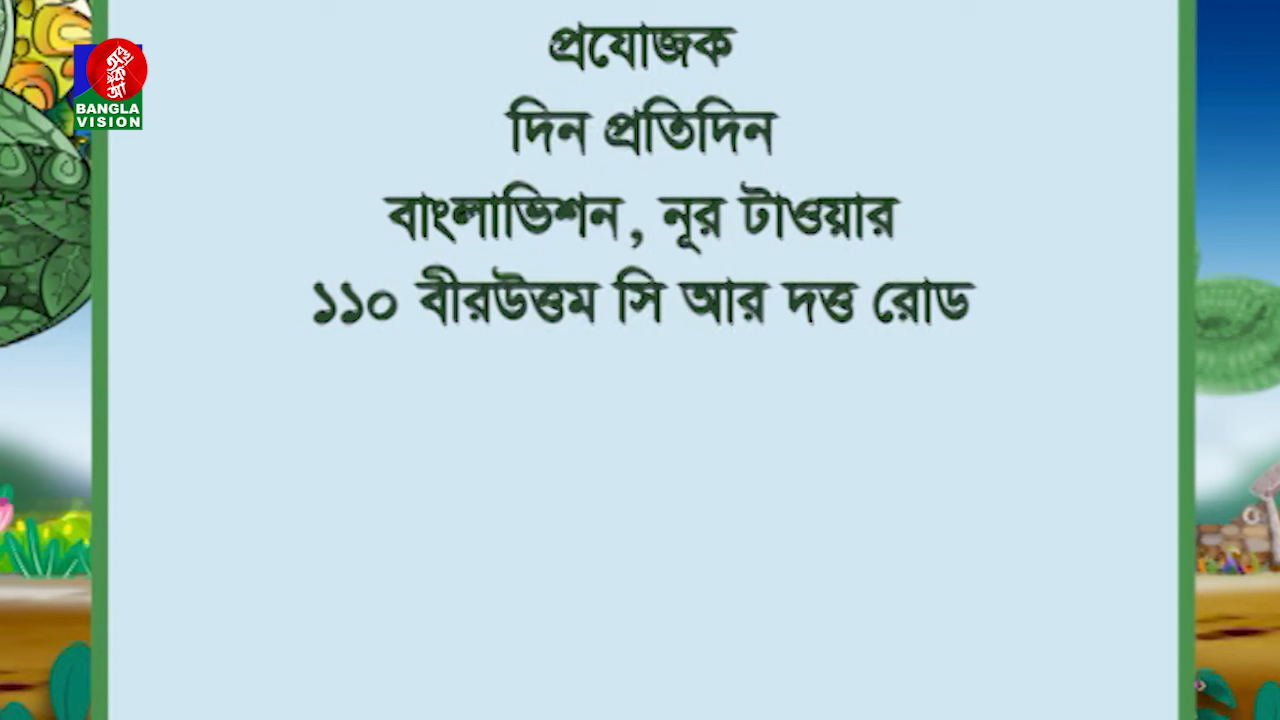 প্রযোজক
দিন প্রতিদিন
বাংলাভিশন, নূর টাওয়ার
১১০ বীরউত্তম সি আর দত্ত রোড
BANGLA
VISION